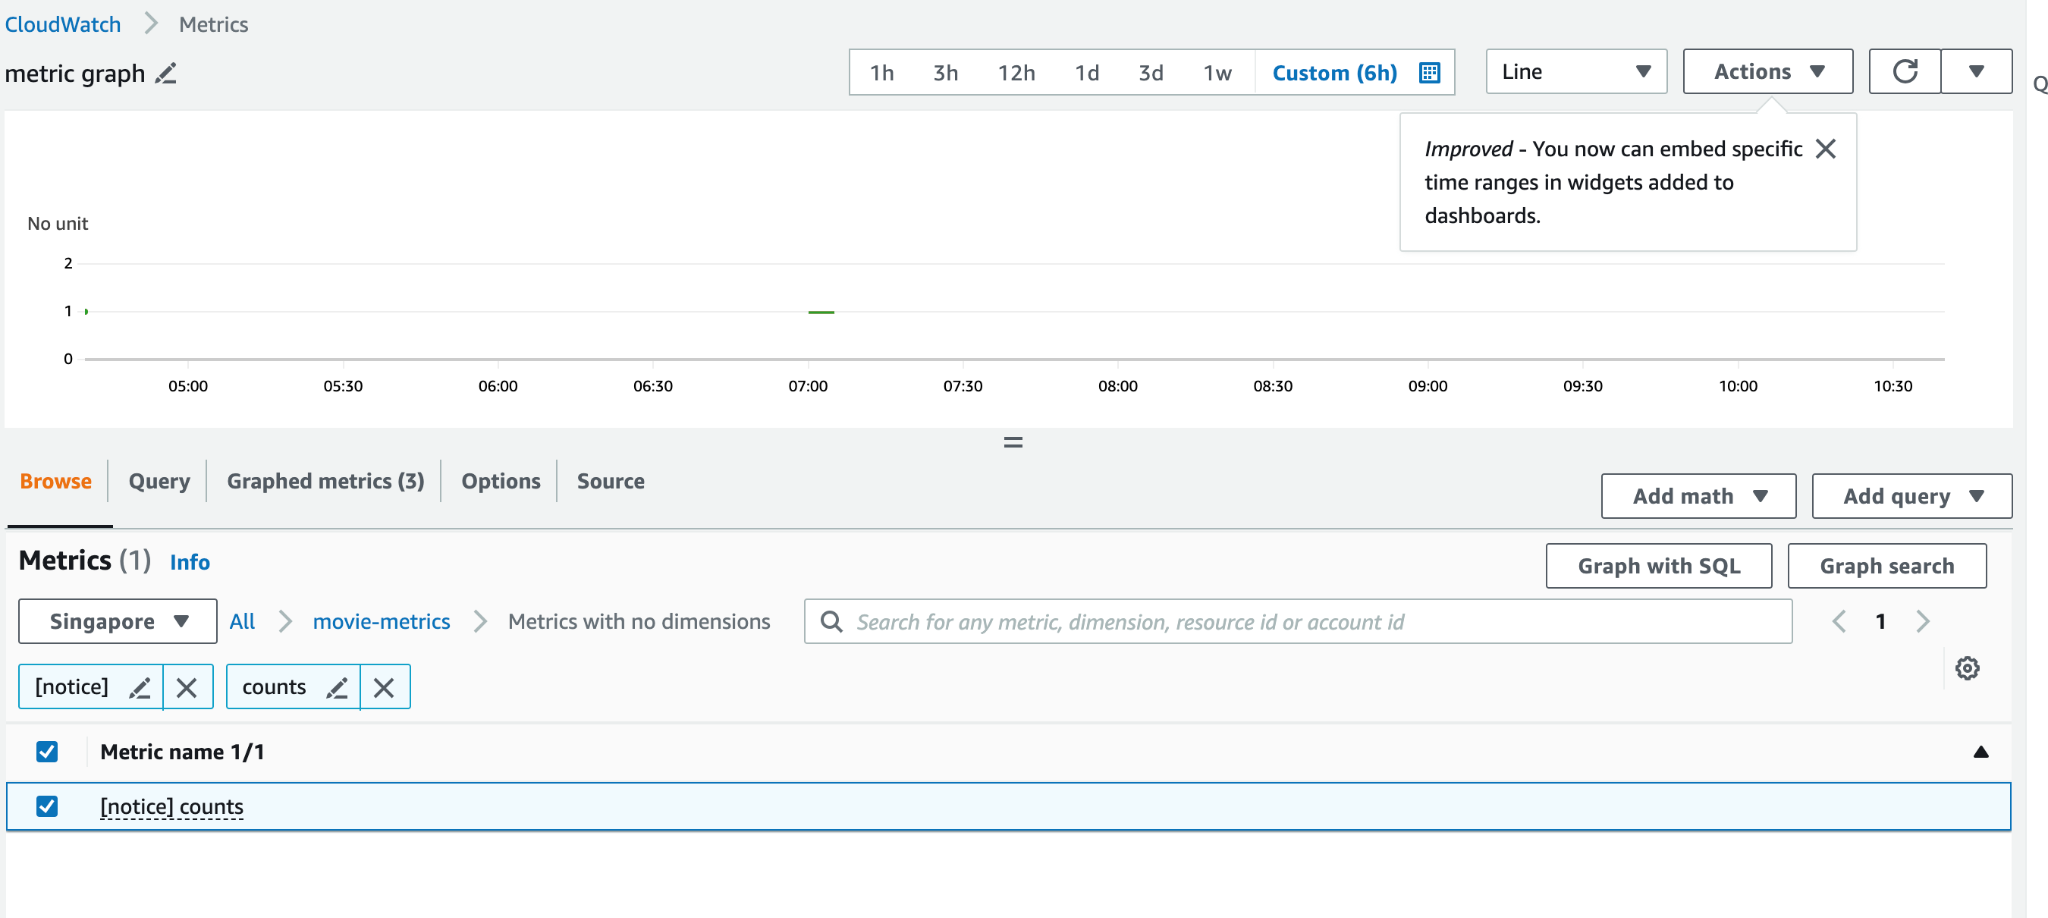 CloudWatch Metrics
metric graph
1h 3h 12h 1d 3d 1w Custom (6h)
Line
Actions
Q
Improved - You now can embed specific
time ranges in widgets added to
dashboards.
No unit
2
1
0
05:00 05:30 06:00 06:30 07:00 07:30 08:00 08:30 09:00 09:30 10:00 10:30
Browse Query Graphed metrics (3) Options Source
Add math Add query
Metrics (1) Info
Graph with SQL Graph search
Singapore All movie-metrics Metrics with no dimensions
Search for any metric, dimension, resource id or account id
1
[notice] counts
Metric name 1/1
[notice] counts